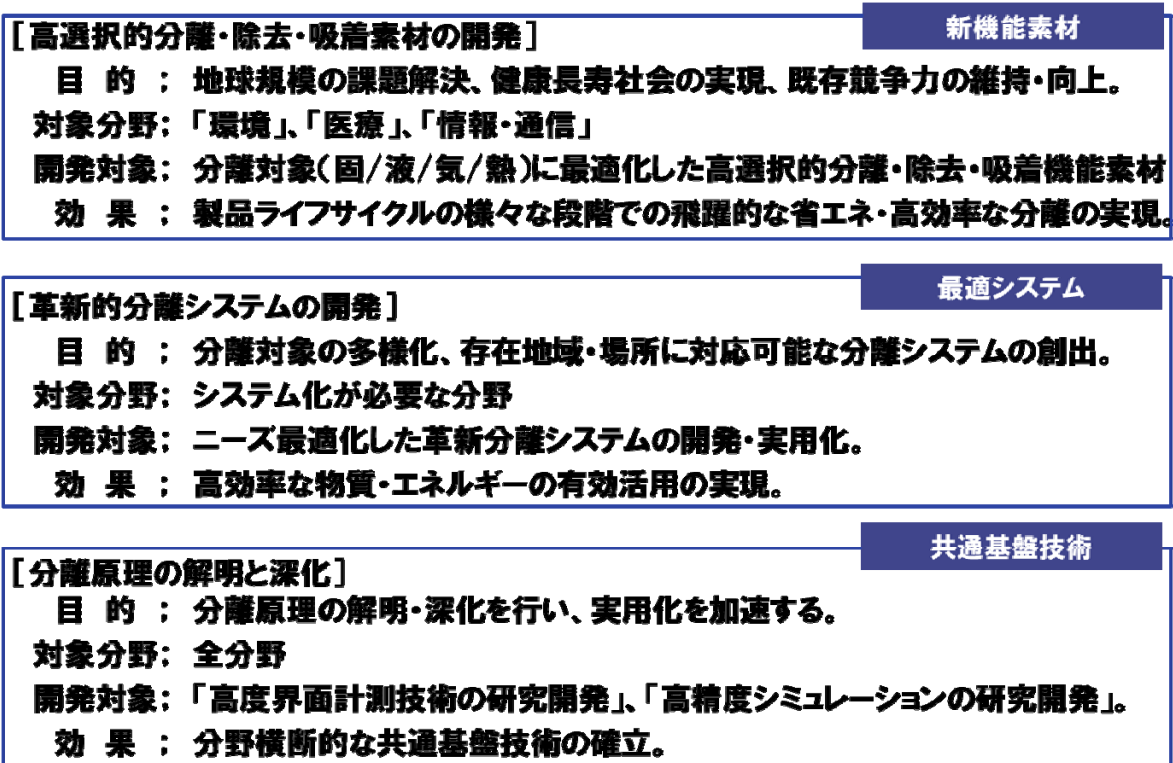 新機能素材
[高選択的分離・除去・吸着素材の開発]
目 的 ; 地球規模の課題解決、健康長寿社会の実現、既存競争力の維持・向上。
対象分野; 「環境」、「医療」、「情報・通信」
開発対象; 分離対象(固/液/気/熱)に最適化した高選択的分離・除去・吸着機能素材
効 果 ; 製品ライフサイクルの様々な段階での飛躍的な省エネ・高効率な分離の実現。
最適システム
[革新的分離システムの開発]
目 的 ; 分離対象の多様化、存在地域・場所に対応可能な分離システムの創出。
対象分野; システム化が必要な分野
開発対象; ニーズ最適化した革新分離システムの開発・実用化。
効 果 ; 高効率な物質・エネルギーの有効活用の実現。
共通基盤技術
[分離原理の解明と深化]
目 的 ; 分離原理の解明・深化を行い、実用化を加速する。
対象分野; 全分野
開発対象; 「高度界面計測技術の研究開発」、「高精度シミュレーションの研究開発」。
効 果 ; 分野横断的な共通基盤技術の確立。